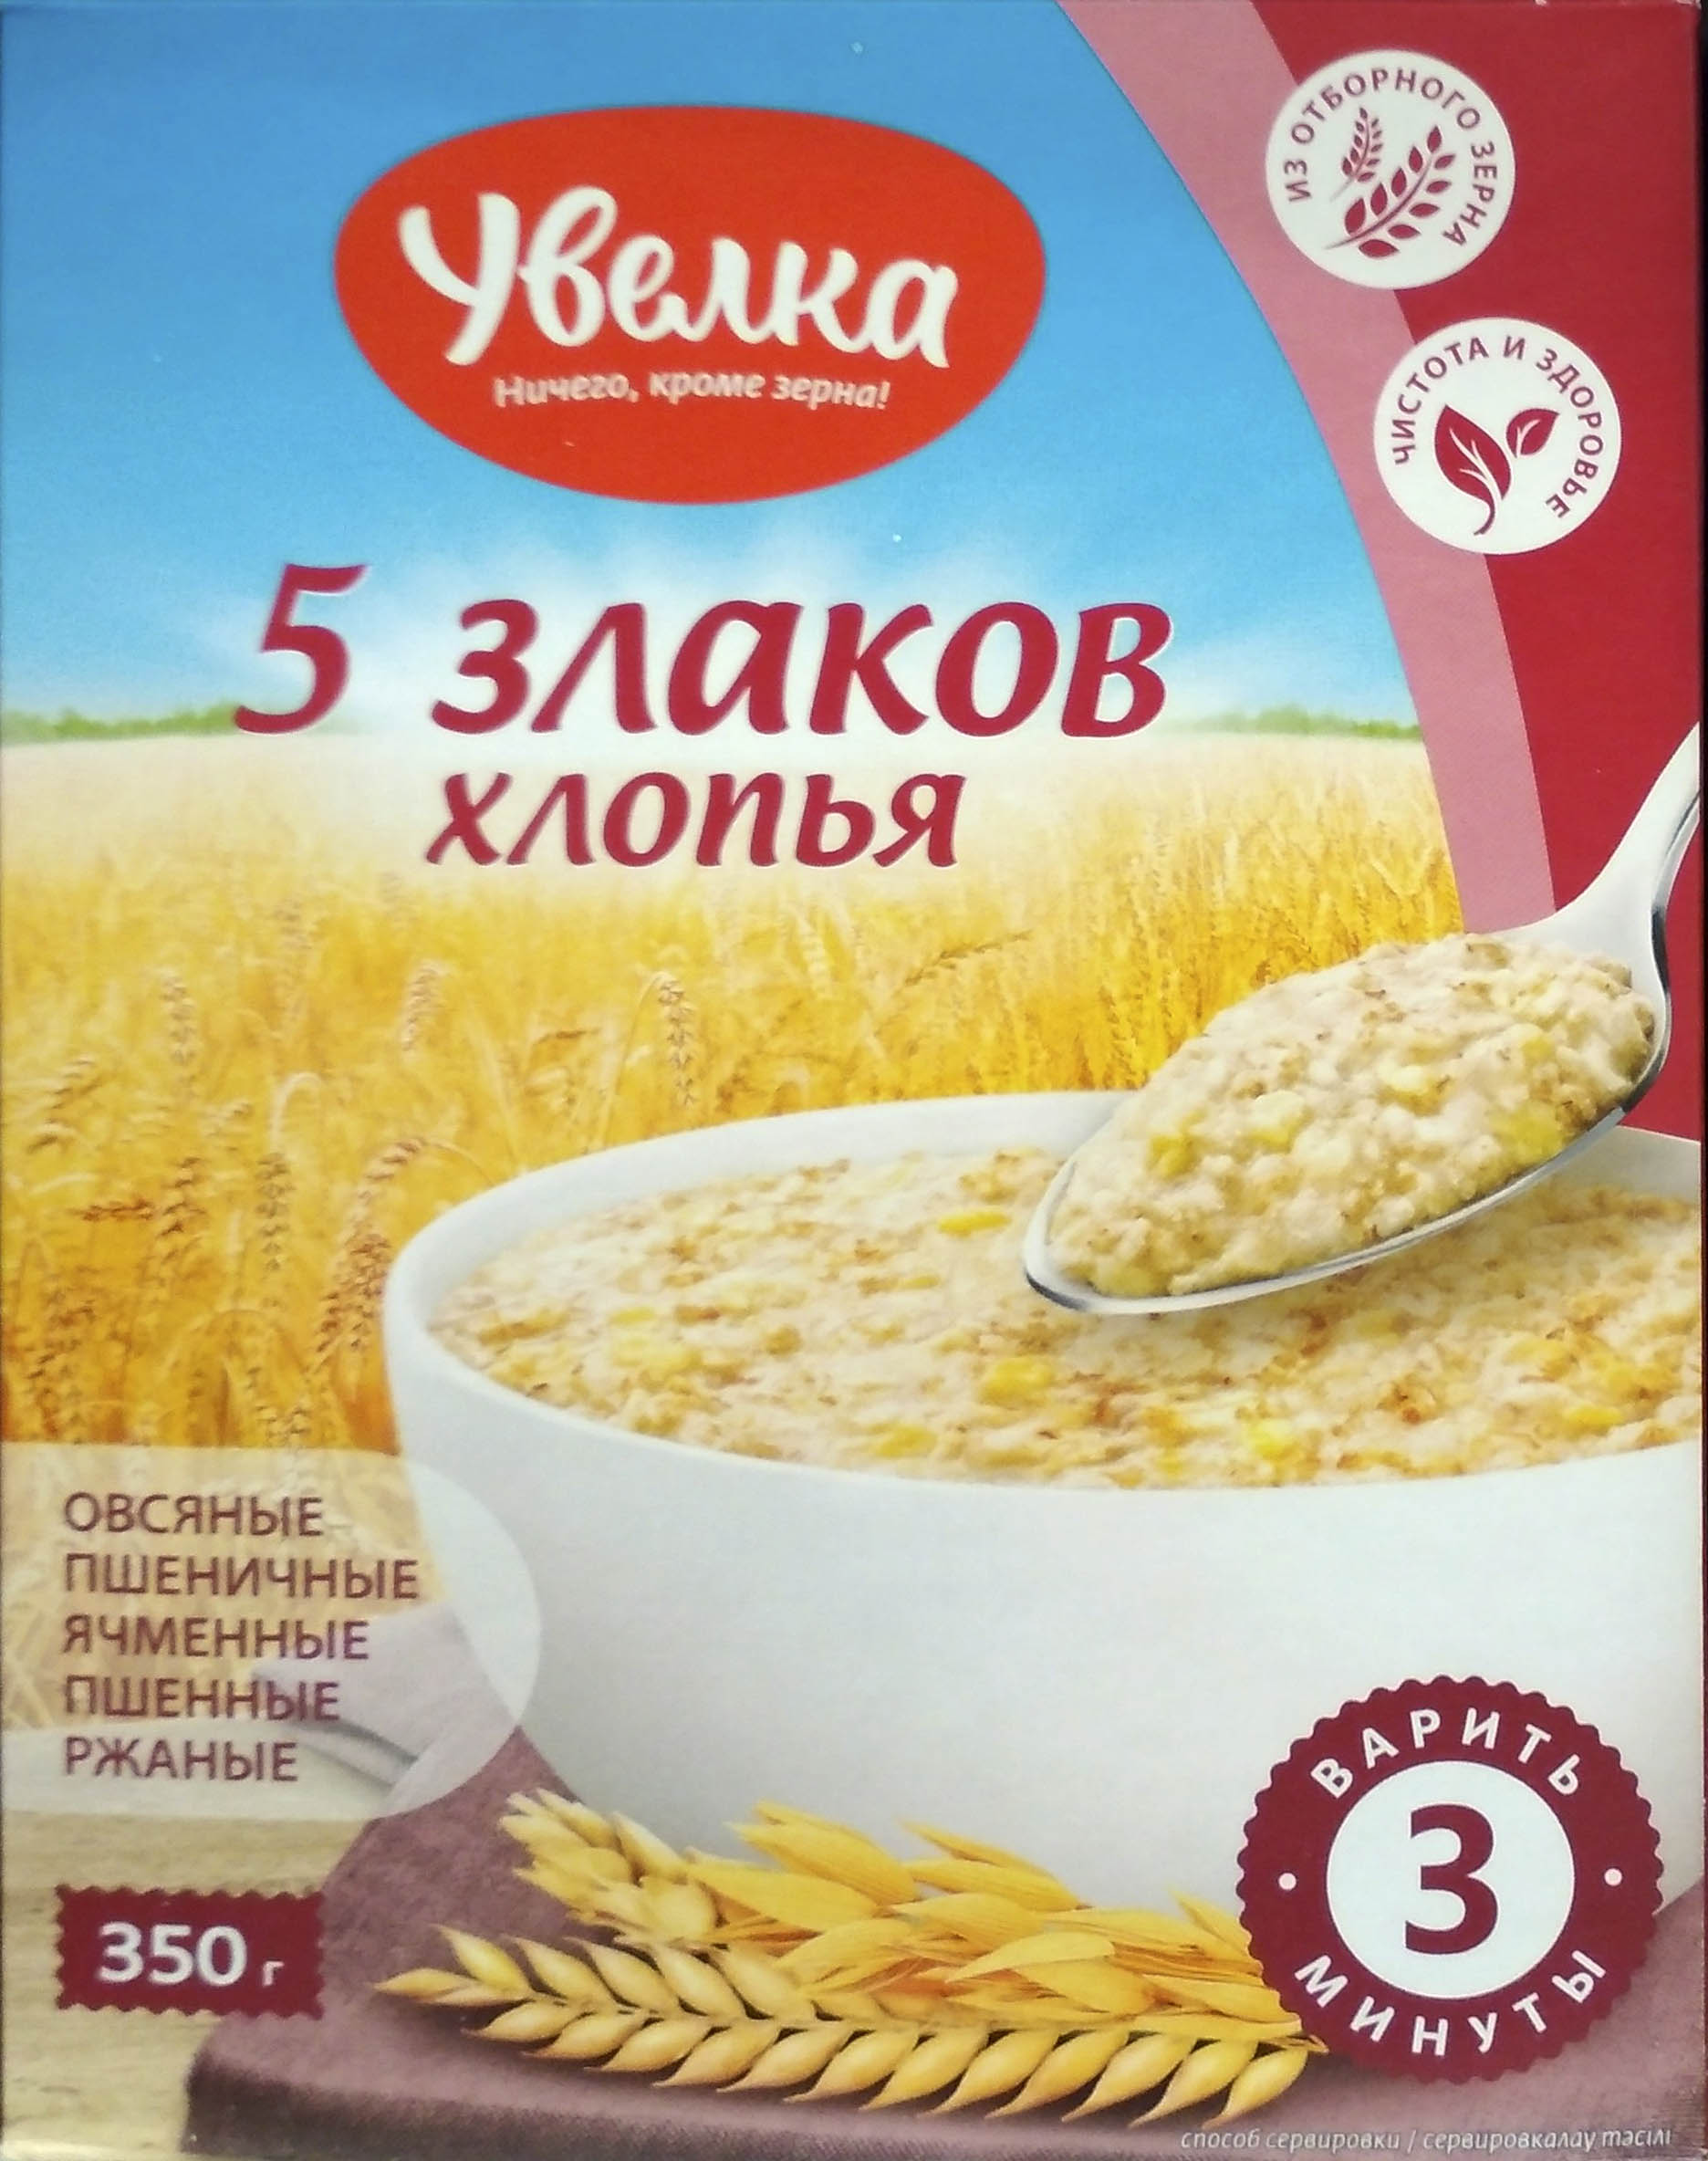 ИЗ ОТБОРНОГО ЗЕРНА
Увелка
Ничего, кроме зерна!
ЧИСТОТА И ЗДОРОВЬЕ
5 злаков
хлопья
ОВСЯНЫЕ
ПШЕНИЧНЫЕ
ЯЧМЕННЫЕ
ПШЕННЫЕ
РЖАНЫЕ
ВАРИТЬ
3
МИНУТЫ
350 г
способ сервировки / сервировкалау тәсілі